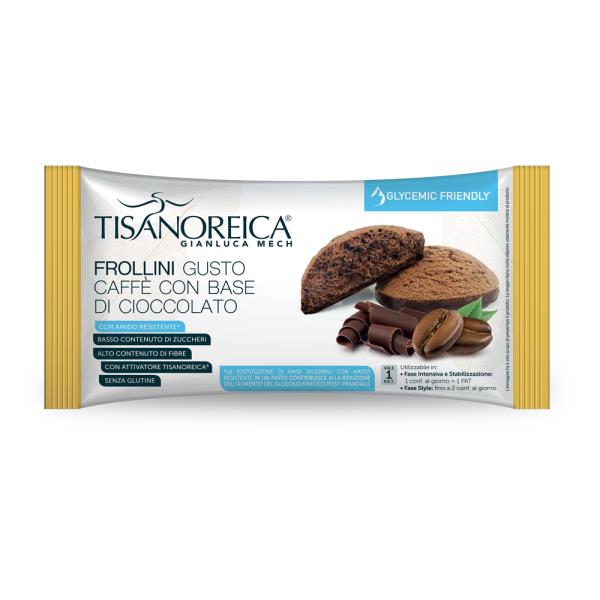 GLYCEMIC FRIENDLY
TISANOREICA®
GIANLUCA MECH
FROLLINI GUSTO
CAFFÈ CON BASE
DI CIOCCOLATO
CON AMIDO RESISTENTE*
BASSO CONTENUTO DI ZUCCHERI
ALTO CONTENUTO DI FIBRE
CON ATTIVATORE TISANOREICA®
SENZA GLUTINE
*LA SOSTITUZIONE DI AMIDI DIGERIBILI CON AMIDO
RESISTENTE IN UN PASTO CONTRIBUISCE ALLA RIDUZIONE
DELL'AUMENTO DEL GLUCOSIO EMATICO POST-PRANDIALE
VALE
1
P.A.T.
Utilizzabile in:
• Fase Intensiva e Stabilizzazione:
1 conf. al giorno = 1 PAT
• Fase Style: fino a 2 conf. al giorno